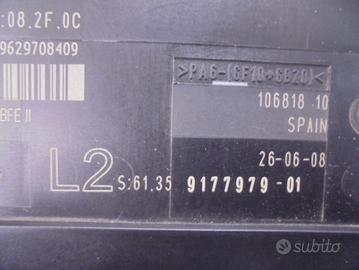 :08.2F.0C
9629708409
>PA6-(GF10+GB20)<
106818 10
BFE II
SPAIN
26-06-08
L2 S:61.35 9177979-01
subito